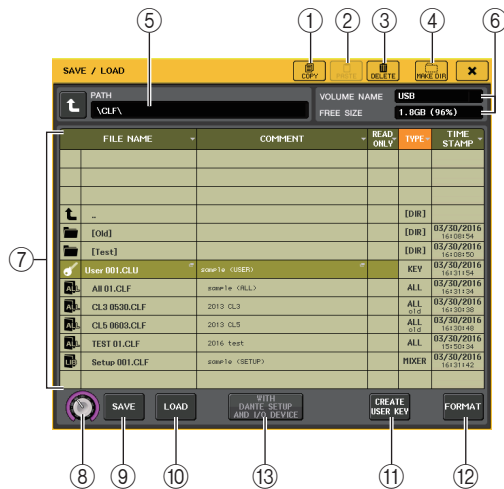 ⑤ ① ② ③ ④ ⑥
SAVE / LOAD
COPY PASTE DELETE MAKE DIR
PATH
\CLF\
VOLUME NAME USB
FREE SIZE 1.8GB (96%)
FILE NAME COMMENT READ ONLY TYPE TIME STAMP
.. [DIR]
[Old] [DIR] 03/30/2016 16:08:54
[Test] [DIR] 03/30/2016 16:08:50
User 001.CLU sample (USER) KEY 03/30/2016 16:31:54
ALL All 01.CLF sample (ALL) ALL 03/30/2016 16:31:34
ALL CL3 0530.CLF 2013 CL3 ALL old 03/30/2016 16:30:38
ALL CL5 0603.CLF 2013 CL5 ALL old 03/30/2016 16:30:48
ALL TEST 01.CLF 2016 test ALL 03/30/2016 15:50:34
LIB Setup 001.CLF sample (SETUP) MIXER 03/30/2016 16:31:42
⑦
SAVE LOAD WITH DANTE SETUP AND I/O DEVICE CREATE USER KEY FORMAT
⑧ ⑨ ⑩ ⑬ ⑪ ⑫